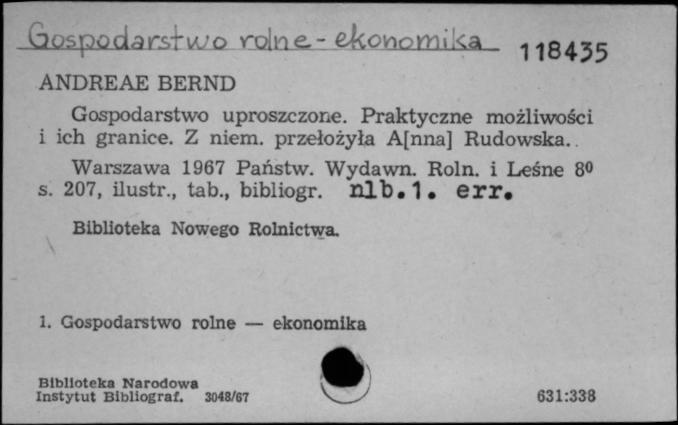 Gospodarstwo rolne - ekonomika
118435
ANDREAE BERND
Gospodarstwo uproszczone. Praktyczne możliwości
i ich granice. Z niem. przełożyła A[nna] Rudowska.
Warszawa 1967 Państw. Wydawn. Roln. i Leśne 8⁰
s. 207, ilustr., tab., bibliogr. nlb.1. err.
Biblioteka Nowego Rolnictwa.
1. Gospodarstwo rolne — ekonomika
Biblioteka Narodowa
Instytut Bibliograf. 3048/67
631:338